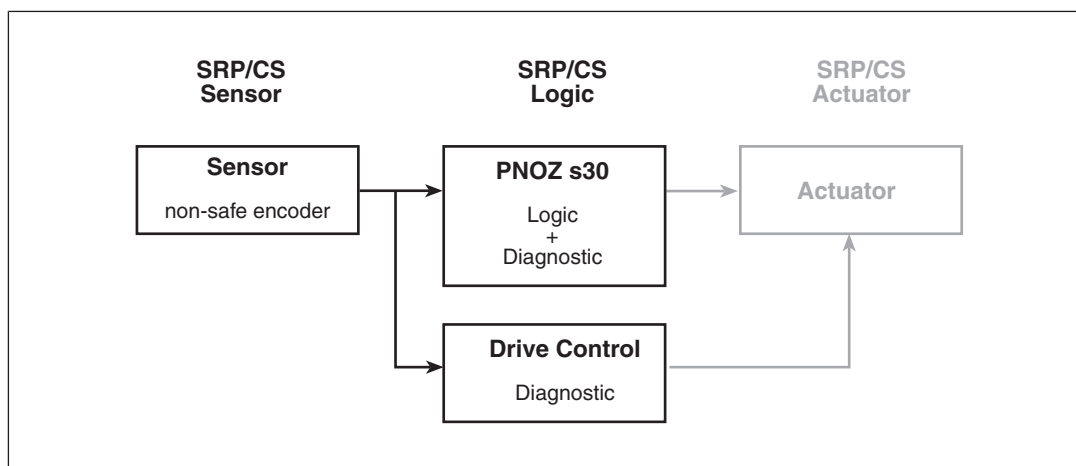 SRP/CS
Sensor
SRP/CS
Logic
SRP/CS
Actuator
Sensor
non-safe encoder
PNOZ s30
Logic
+
Diagnostic
Actuator
Drive Control
Diagnostic